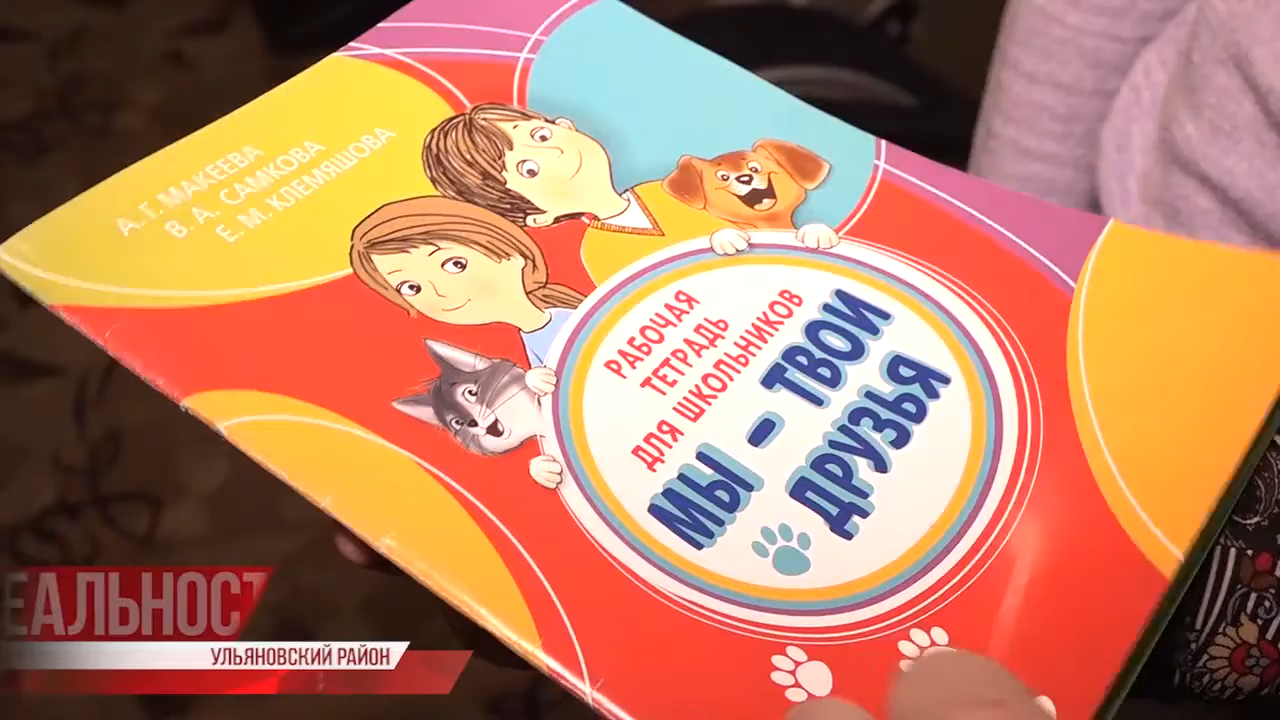 А. Г. МАКЕЕВА
В. А. САМКОВА
Е. М. КЛЕМЯШОВА
РАБОЧАЯ
ТЕТРАДЬ
ДЛЯ ШКОЛЬНИКОВ
МЫ – ТВОИ
ДРУЗЬЯ
ЕАЛЬНОСТ
УЛЬЯНОВСКИЙ РАЙОН